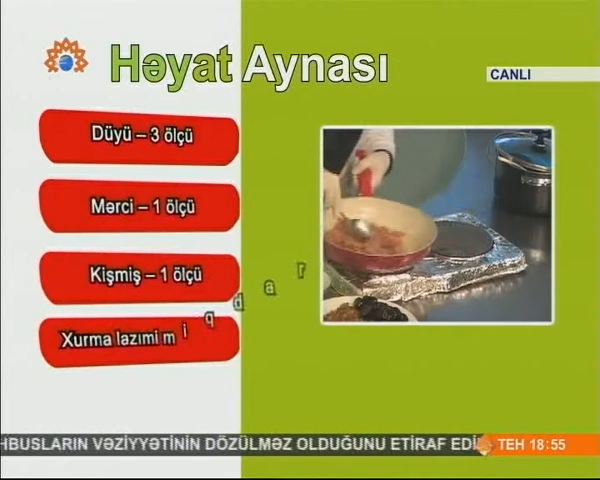 Həyat Aynası
CANLI
Düyü – 3 ölçü
Mərci – 1 ölçü
Kişmiş – 1 ölçü
Xurma lazımi miqdar
HBUSLARIN VƏZİYYƏTİNİN DÖZÜLMƏZ OLDUĞUNU ETİRAF EDİ
TEH 18:55